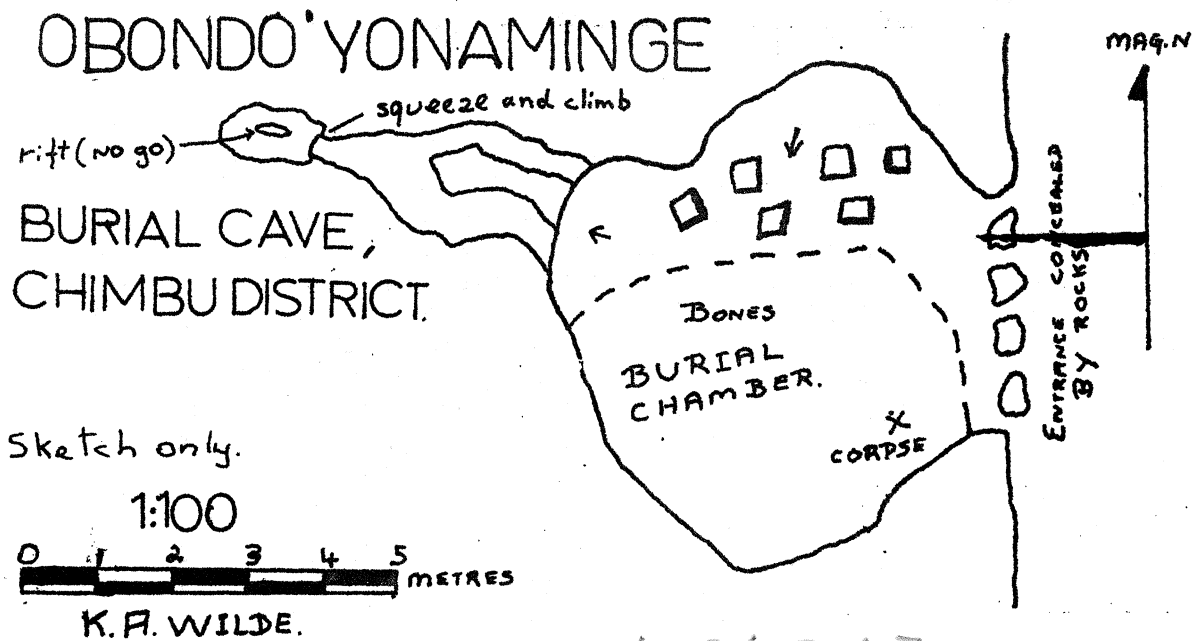 OBONDO'YONAMINGE
MAG.N
squeeze and climb
rift (NO GO)
BURIAL CAVE,
CHIMBU DISTRICT.
ENTRANCE CONCEALED
BY ROCKS
BONES
BURIAL
CHAMBER.
X
CORPSE
Sketch only.
1:100
0 1 2 3 4 5
METRES
K.A. WILDE.